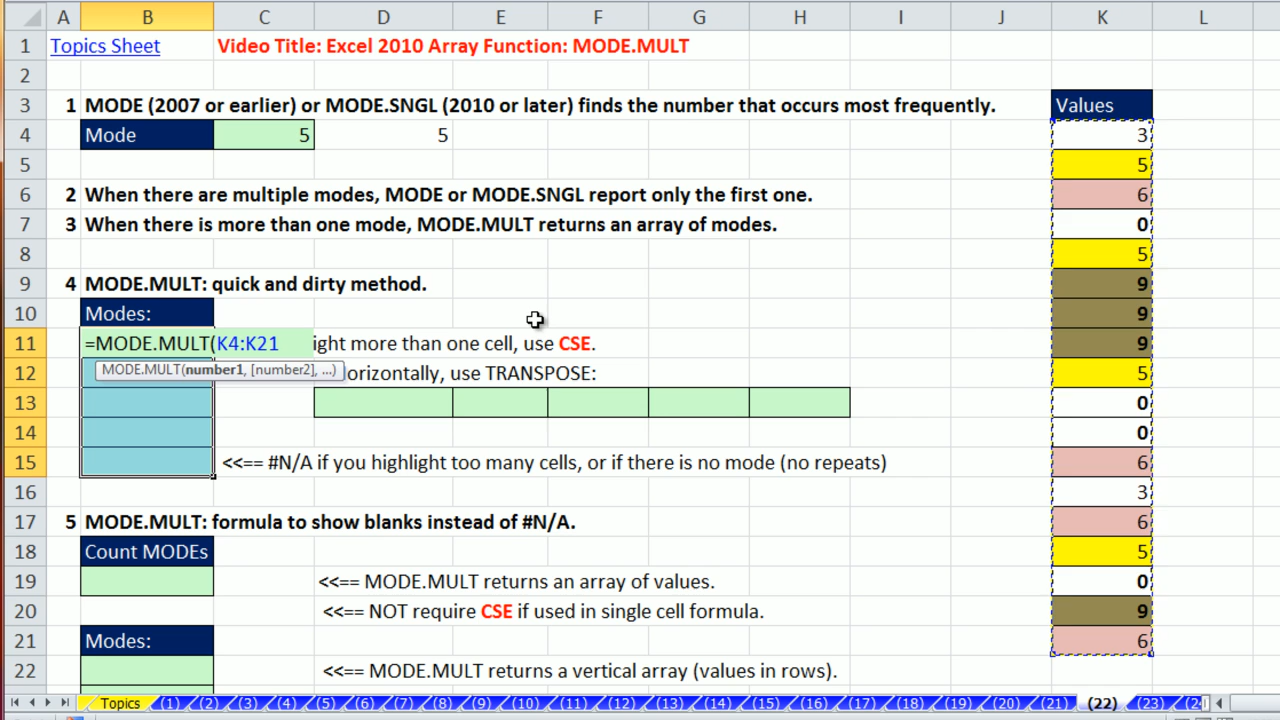 A B C D E F G H I J K L
1 Topics Sheet Video Title: Excel 2010 Array Function: MODE.MULT
2
3 1 MODE (2007 or earlier) or MODE.SNGL (2010 or later) finds the number that occurs most frequently. Values
4 Mode 5 5 3
5 5
6 2 When there are multiple modes, MODE or MODE.SNGL report only the first one. 6
7 3 When there is more than one mode, MODE.MULT returns an array of modes. 0
8 5
9 4 MODE.MULT: quick and dirty method. 9
10 Modes: 9
11 =MODE.MULT(K4:K21 ight more than one cell, use CSE. 9
MODE.MULT(number1, [number2], ...)
12 orizontally, use TRANSPOSE: 5
13 0
14 0
15 <<== #N/A if you highlight too many cells, or if there is no mode (no repeats) 6
16 3
17 5 MODE.MULT: formula to show blanks instead of #N/A. 6
18 Count MODEs 5
19 <<== MODE.MULT returns an array of values. 0
20 <<== NOT require CSE if used in single cell formula. 9
21 Modes: 6
22 <<== MODE.MULT returns a vertical array (values in rows).
Topics (1) (2) (3) (4) (5) (6) (7) (8) (9) (10) (11) (12) (13) (14) (15) (16) (17) (18) (19) (20) (21) (22) (23) (24